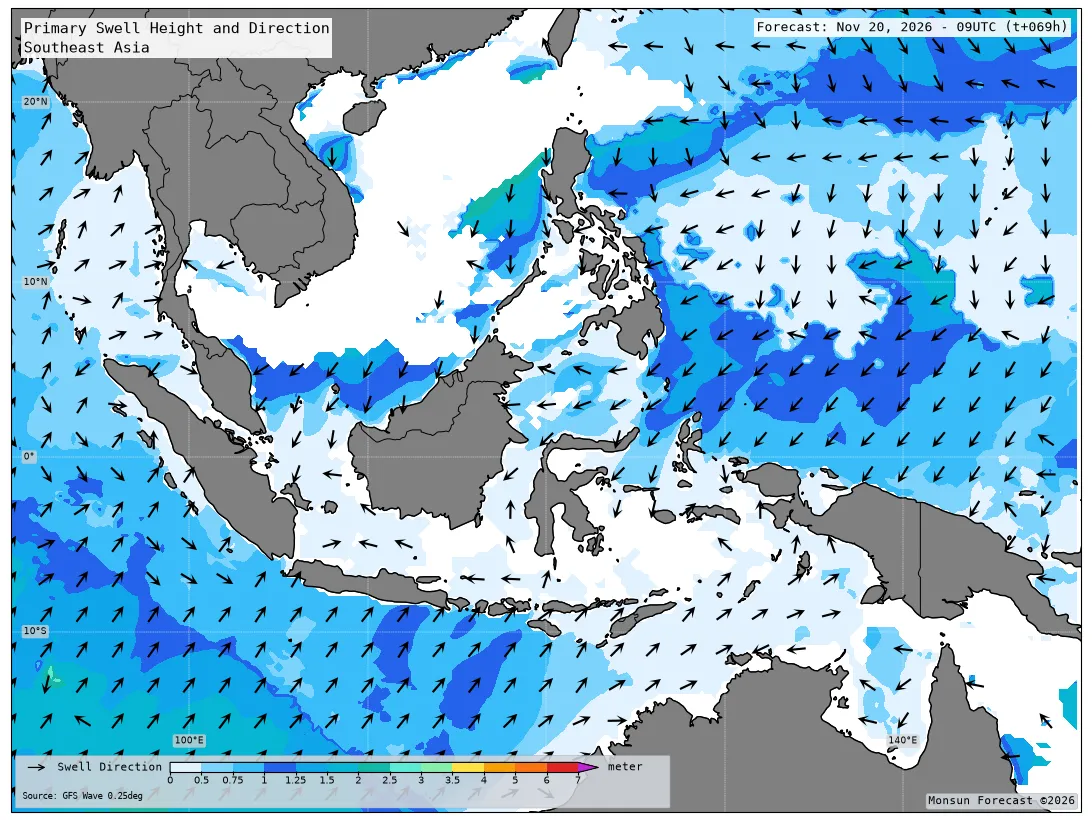 Primary Swell Height and Direction
Southeast Asia
Forecast: Nov 20, 2026 - 09UTC (t+069h)
20°N
10°N
0°
10°S
100°E
140°E
Swell Direction
0 0.5 0.75 1 1.25 1.5 2 2.5 3 3.5 4 5 6 7
meter
Source: GFS Wave 0.25deg
Monsun Forecast ©2026